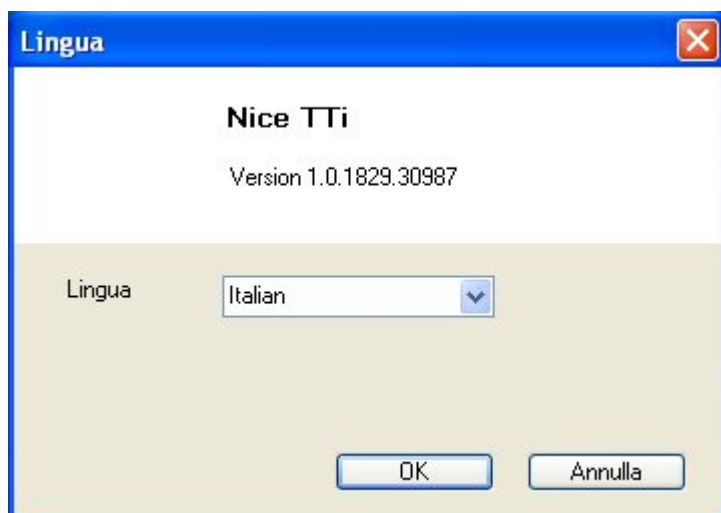 Lingua
Nice TTi
Version 1.0.1829.30987
Lingua Italian
OK Annulla